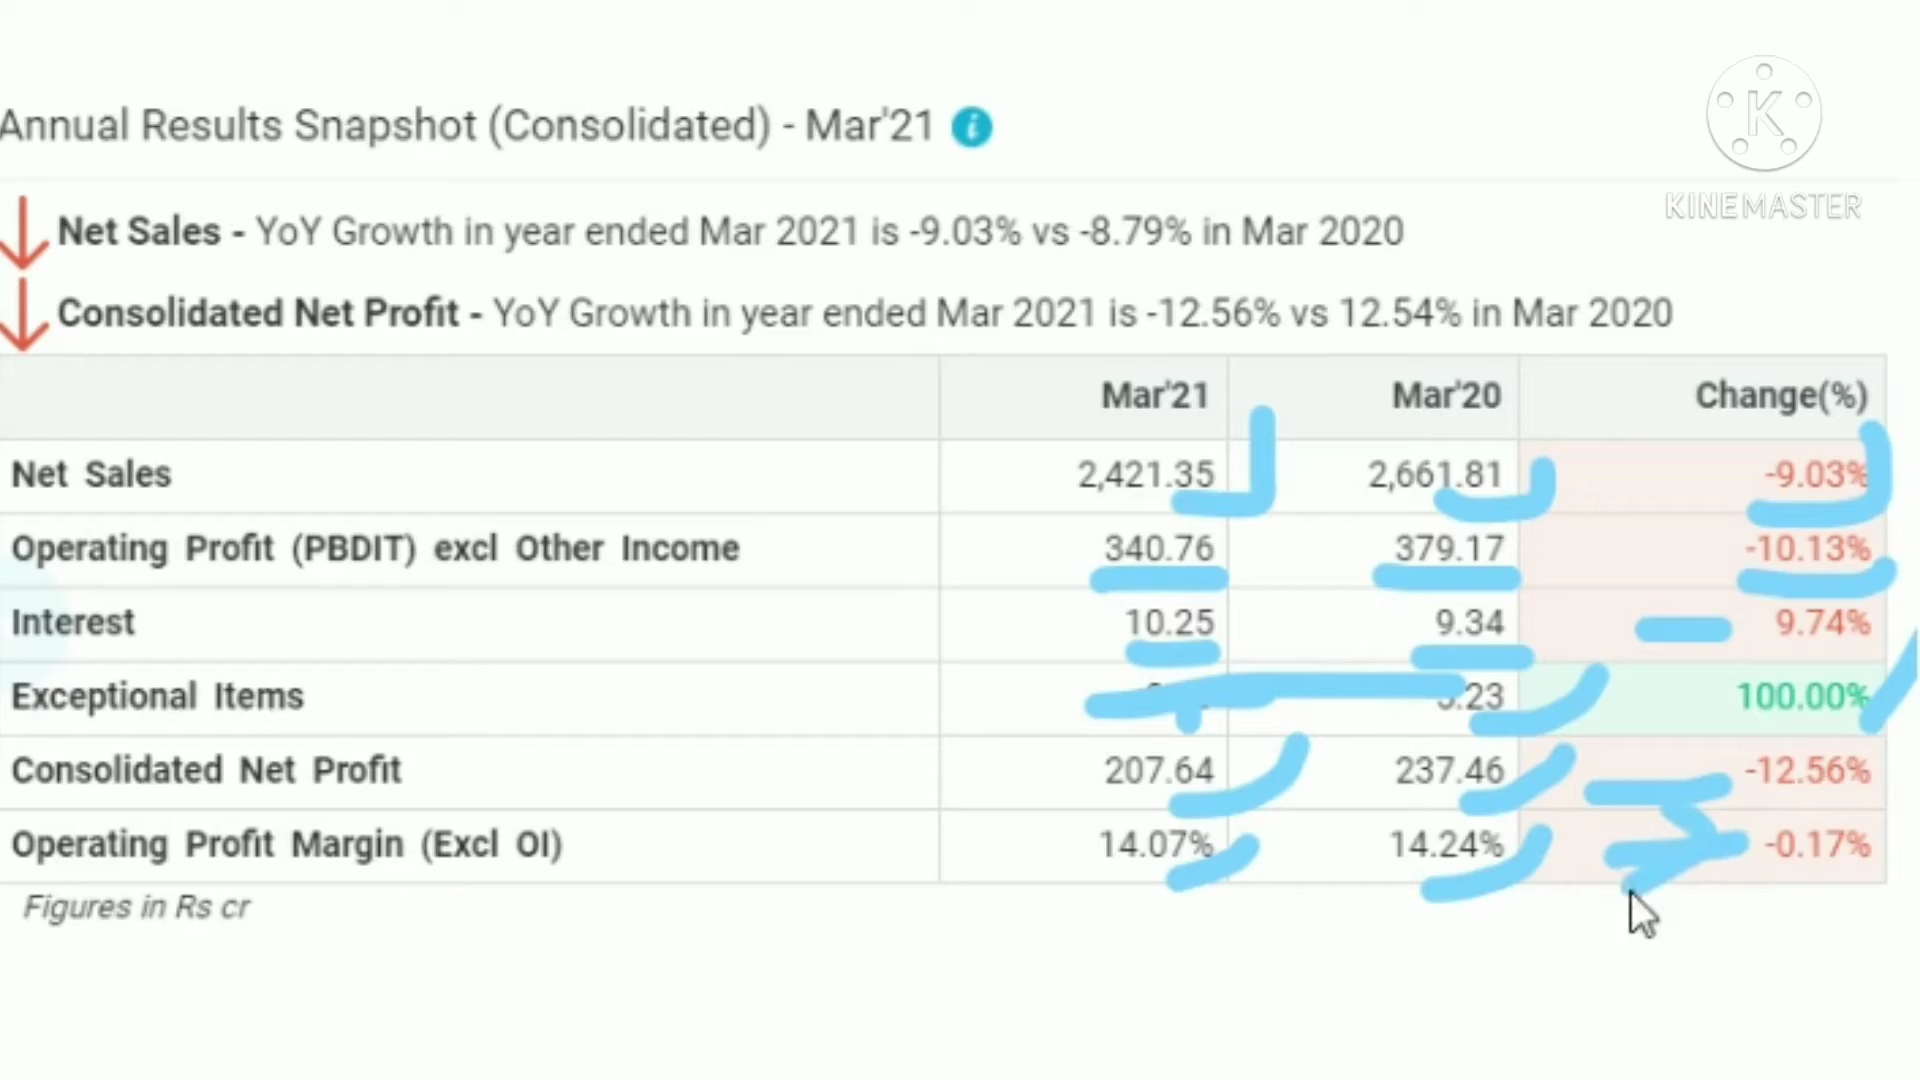 Annual Results Snapshot (Consolidated) - Mar'21 i
K
KINEMASTER
Net Sales - YoY Growth in year ended Mar 2021 is -9.03% vs -8.79% in Mar 2020
Consolidated Net Profit - YoY Growth in year ended Mar 2021 is -12.56% vs 12.54% in Mar 2020
Mar'21 Mar'20 Change(%)
Net Sales 2,421.35 2,661.81 -9.03%
Operating Profit (PBDIT) excl Other Income 340.76 379.17 -10.13%
Interest 10.25 9.34 9.74%
Exceptional Items 100.00%
Consolidated Net Profit 207.64 237.46 -12.56%
Operating Profit Margin (Excl OI) 14.07% 14.24% -0.17%
Figures in Rs cr